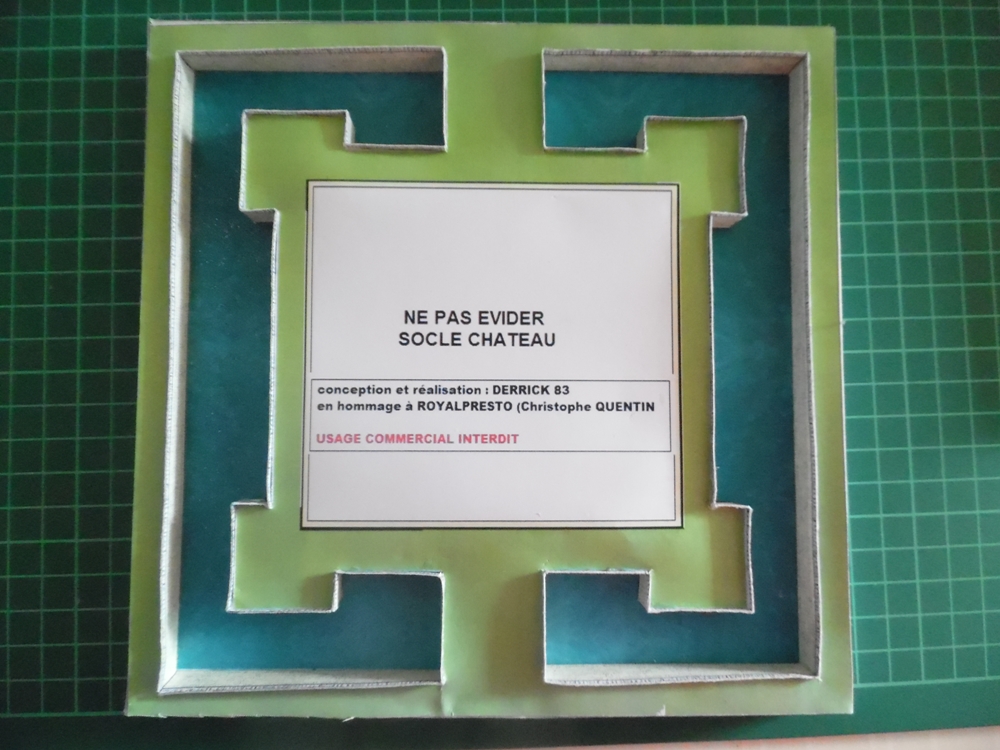 NE PAS EVIDER
SOCLE CHATEAU
conception et réalisation : DERRICK 83
en hommage à ROYALPRESTO (Christophe QUENTIN
USAGE COMMERCIAL INTERDIT